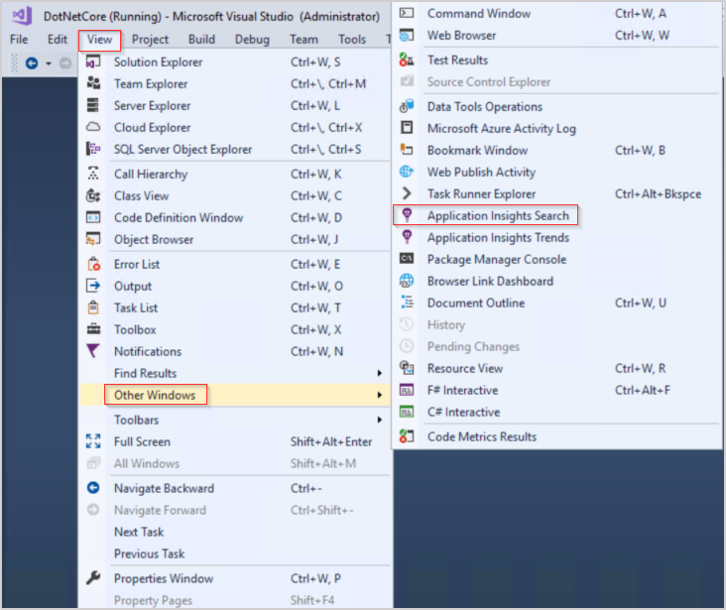 DotNetCore (Running) - Microsoft Visual Studio (Administrator)
File Edit View Project Build Debug Team Tools
Solution Explorer Ctrl+W, S
Team Explorer Ctrl+\, Ctrl+M
Server Explorer Ctrl+W, L
Cloud Explorer Ctrl+\, Ctrl+X
SQL Server Object Explorer Ctrl+\, Ctrl+S
Call Hierarchy Ctrl+W, K
Class View Ctrl+W, C
Code Definition Window Ctrl+W, D
Object Browser Ctrl+W, J
Error List Ctrl+W, E
Output Ctrl+W, O
Task List Ctrl+W, T
Toolbox Ctrl+W, X
Notifications Ctrl+W, N
Find Results
Other Windows
Toolbars
Full Screen Shift+Alt+Enter
All Windows Shift+Alt+M
Navigate Backward Ctrl+-
Navigate Forward Ctrl+Shift+-
Next Task
Previous Task
Properties Window Ctrl+W, P
Property Pages Shift+F4
Command Window Ctrl+W, A
Web Browser Ctrl+W, W
Test Results
Source Control Explorer
Data Tools Operations
Microsoft Azure Activity Log
Bookmark Window Ctrl+W, B
Web Publish Activity
Task Runner Explorer Ctrl+Alt+Bkspce
Application Insights Search
Application Insights Trends
Package Manager Console
Browser Link Dashboard
Document Outline Ctrl+W, U
History
Pending Changes
Resource View Ctrl+W, R
F# Interactive Ctrl+Alt+F
C# Interactive
Code Metrics Results